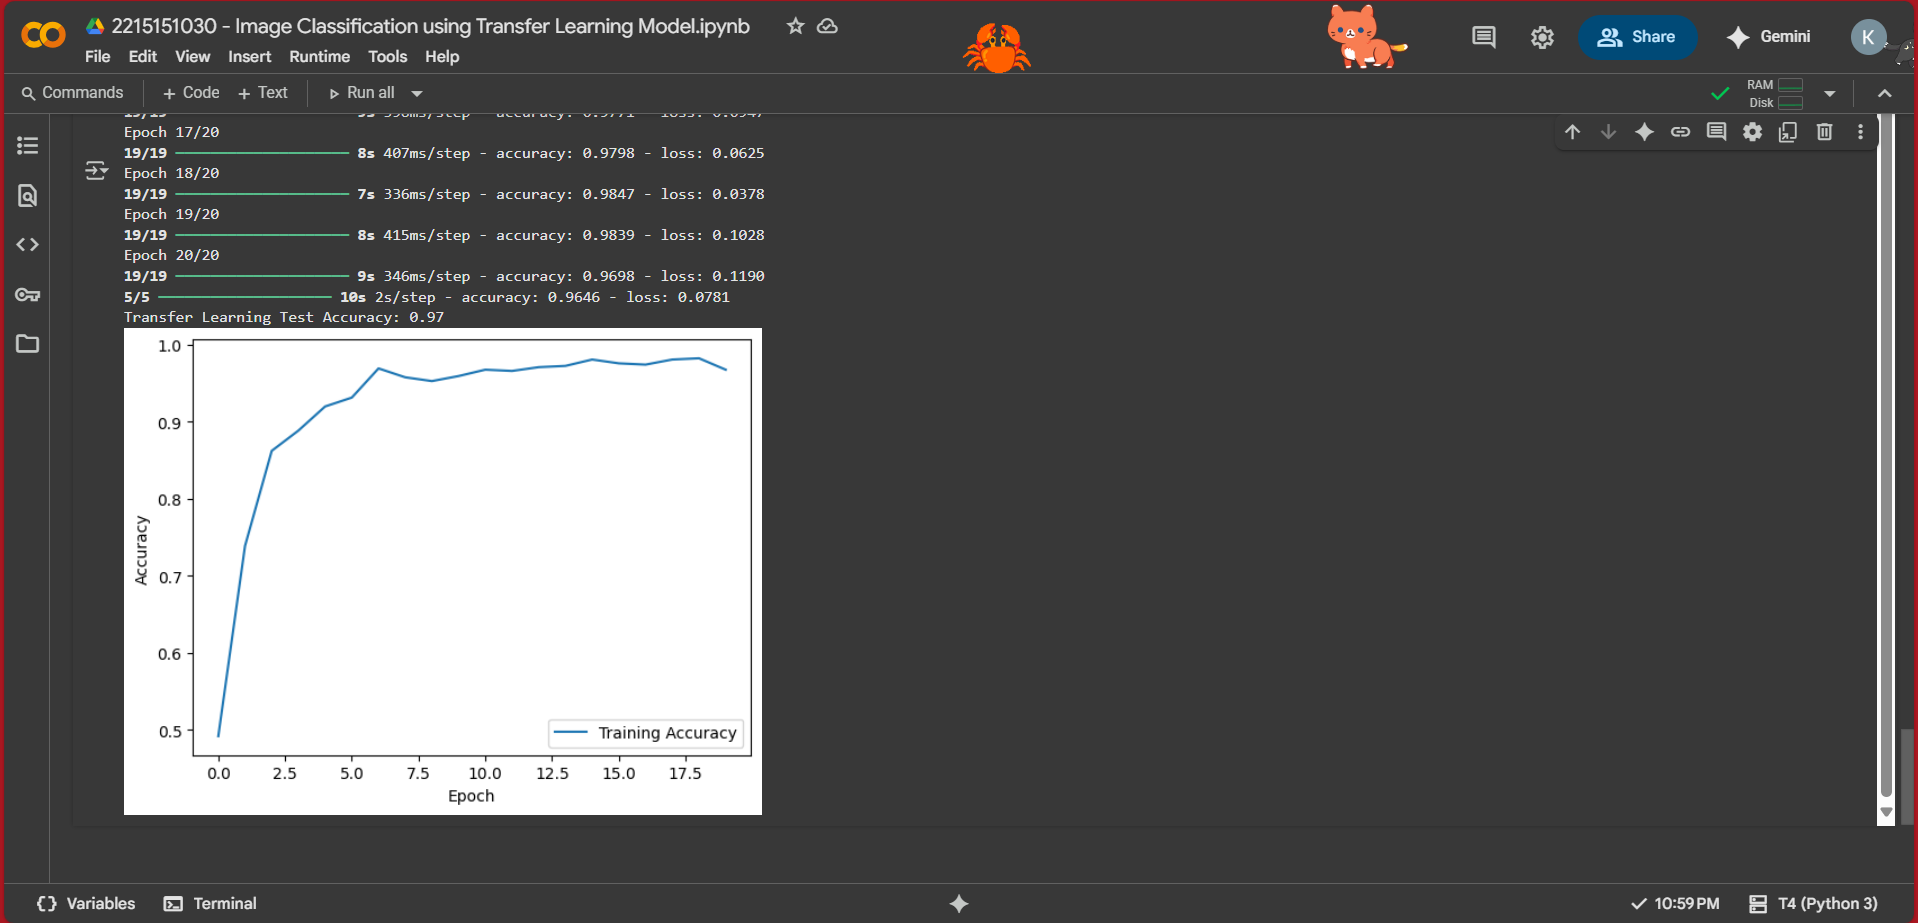 2215151030 - Image Classification using Transfer Learning Model.ipynb
File Edit View Insert Runtime Tools Help
Share
Gemini
K
Commands + Code + Text Run all
RAM
Disk
Epoch 17/20
19/19 8s 407ms/step - accuracy: 0.9798 - loss: 0.0625
Epoch 18/20
19/19 7s 336ms/step - accuracy: 0.9847 - loss: 0.0378
Epoch 19/20
19/19 8s 415ms/step - accuracy: 0.9839 - loss: 0.1028
Epoch 20/20
19/19 9s 346ms/step - accuracy: 0.9698 - loss: 0.1190
5/5 10s 2s/step - accuracy: 0.9646 - loss: 0.0781
Transfer Learning Test Accuracy: 0.97
1.0
0.9
0.8
0.7
0.6
0.5
Accuracy
Training Accuracy
0.0 2.5 5.0 7.5 10.0 12.5 15.0 17.5
Epoch
Variables Terminal
10:59 PM T4 (Python 3)